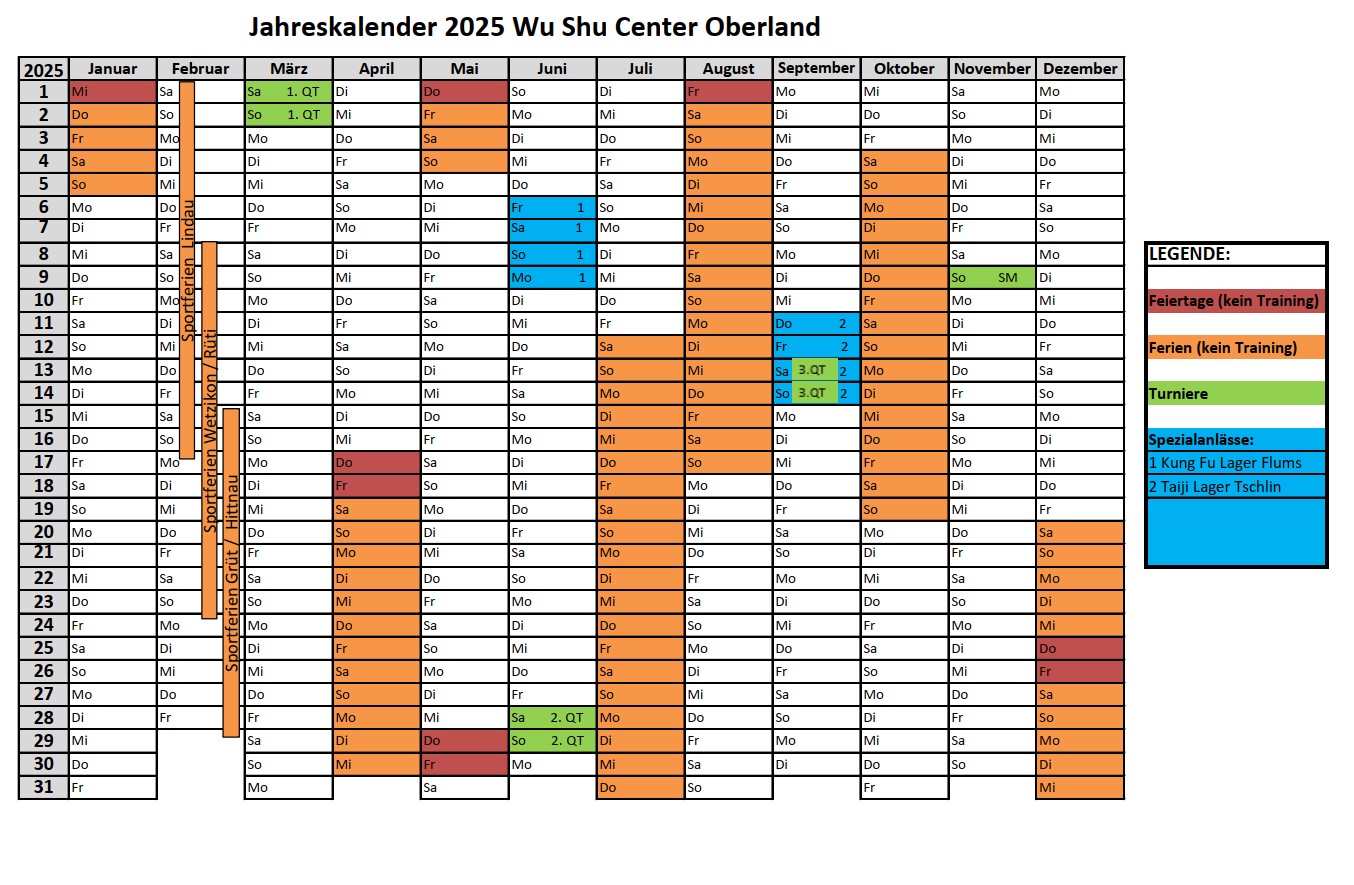 Jahreskalender 2025 Wu Shu Center Oberland
2025 Januar Februar März April Mai Juni Juli August September Oktober November Dezember
1 Mi Sa Sa 1. QT Di Do So Di Fr Mo Mi Sa Mo
2 Do So So 1. QT Mi Fr Mo Mi Sa Di Do So Di
3 Fr Mo Mo Do Sa Di Do So Mi Fr Mo Mi
4 Sa Di Di Fr So Mi Fr Mo Do Sa Di Do
5 So Mi Mi Sa Mo Do Sa Di Fr So Mi Fr
6 Mo Do Do So Di Fr 1 So Mi Sa Mo Do Sa
7 Di Fr Fr Mo Mi Sa 1 Mo Do So Di Fr So
8 Mi Sa Sa Di Do So 1 Di Fr Mo Mi Sa Mo
9 Do So So Mi Fr Mo 1 Mi Sa Di Do So SM Di
10 Fr Mo Mo Do Sa Di Do So Mi Fr Mo Mi
11 Sa Di Di Fr So Mi Fr Mo Do 2 Sa Di Do
12 So Mi Mi Sa Mo Do Sa Di Fr 2 So Mi Fr
13 Mo Do Do So Di Fr So Mi Sa 3.QT 2 Mo Do Sa
14 Di Fr Fr Mo Mi Sa Mo Do So 3.QT 2 Di Fr So
15 Mi Sa Sa Di Do So Di Fr Mo Mi Sa Mo
16 Do So So Mi Fr Mo Mi Sa Di Do So Di
17 Fr Mo Mo Do Sa Di Do So Mi Fr Mo Mi
18 Sa Di Di Fr So Mi Fr Mo Do Sa Di Do
19 So Mi Mi Sa Mo Do Sa Di Fr So Mi Fr
20 Mo Do Do So Di Fr So Mi Sa Mo Do Sa
21 Di Fr Fr Mo Mi Sa Mo Do So Di Fr So
22 Mi Sa Sa Di Do So Di Fr Mo Mi Sa Mo
23 Do So So Mi Fr Mo Mi Sa Di Do So Di
24 Fr Mo Mo Do Sa Di Do So Mi Fr Mo Mi
25 Sa Di Di Fr So Mi Fr Mo Do Sa Di Do
26 So Mi Mi Sa Mo Do Sa Di Fr So Mi Fr
27 Mo Do Do So Di Fr So Mi Sa Mo Do Sa
28 Di Fr Fr Mo Mi Sa 2. QT Mo Do So Di Fr So
29 Mi Sa Di Do So 2. QT Di Fr Mo Mi Sa Mo
30 Do So Mi Fr Mo Mi Sa Di Do So Di
31 Fr Mo Sa Do So Fr Mi
Sportferien Lindau
Sportferien Wetzikon / Rüti
Sportferien Grüt / Hittnau
LEGENDE:
Feiertage (kein Training)
Ferien (kein Training)
Turniere
Spezialanlässe:
1 Kung Fu Lager Flums
2 Taiji Lager Tschlin